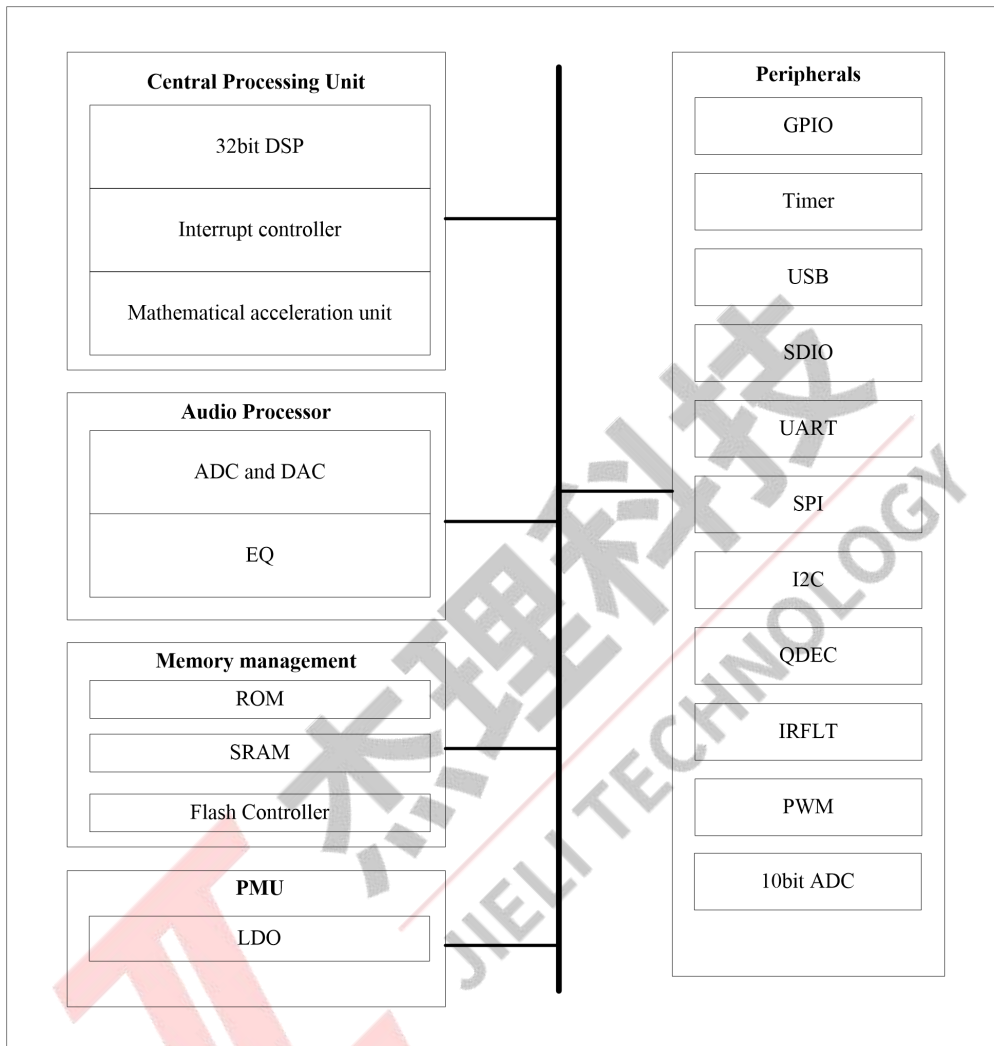 Central Processing Unit
32bit DSP
Interrupt controller
Mathematical acceleration unit
Audio Processor
ADC and DAC
EQ
Memory management
ROM
SRAM
Flash Controller
PMU
LDO
Peripherals
GPIO
Timer
USB
SDIO
UART
SPI
I2C
QDEC
IRFLT
PWM
10bit ADC
杰理科技
JIELI TECHNOLOGY